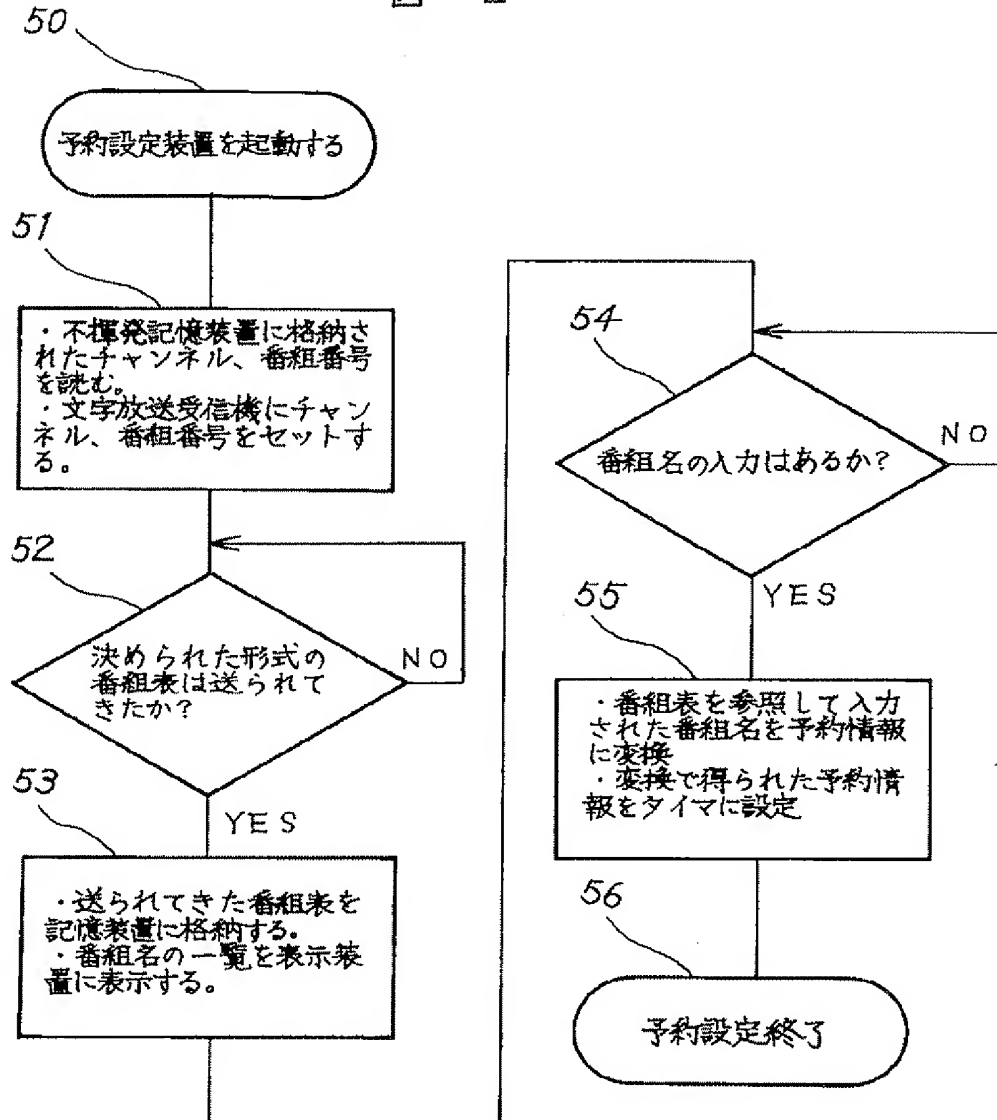 50
予約設定装置を起動する
51
・不揮発記憶装置に格納さ
れたチャンネル、番組番号
を読む。
・文字放送受信機にチャン
ネル、番組番号をセットす
る。
52
決められた形式の
番組表は送られて
きたか?
NO
YES
53
・送られてきた番組表を
記憶装置に格納する。
・番組名の一覧を表示装
置に表示する。
54
番組名の入力はあるか?
NO
YES
55
・番組表を参照して入力
された番組名を予約情報
に変換
・変換で得られた予約情
報をタイマに設定
56
予約設定終了